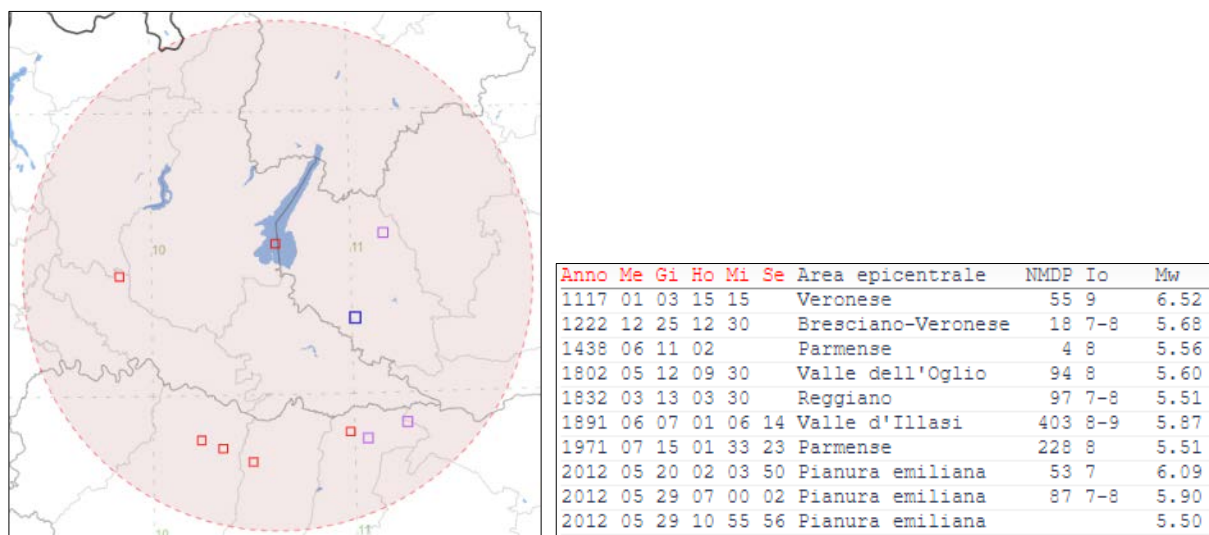 10
11
10
11
Anno Me Gi Ho Mi Se Area epicentrale NMDP Io Mw
1117 01 03 15 15 Veronese 55 9 6.52
1222 12 25 12 30 Bresciano-Veronese 18 7-8 5.68
1438 06 11 02 Parmense 4 8 5.56
1802 05 12 09 30 Valle dell'Oglio 94 8 5.60
1832 03 13 03 30 Reggiano 97 7-8 5.51
1891 06 07 01 06 14 Valle d'Illasi 403 8-9 5.87
1971 07 15 01 33 23 Parmense 228 8 5.51
2012 05 20 02 03 50 Pianura emiliana 53 7 6.09
2012 05 29 07 00 02 Pianura emiliana 87 7-8 5.90
2012 05 29 10 55 56 Pianura emiliana 5.50